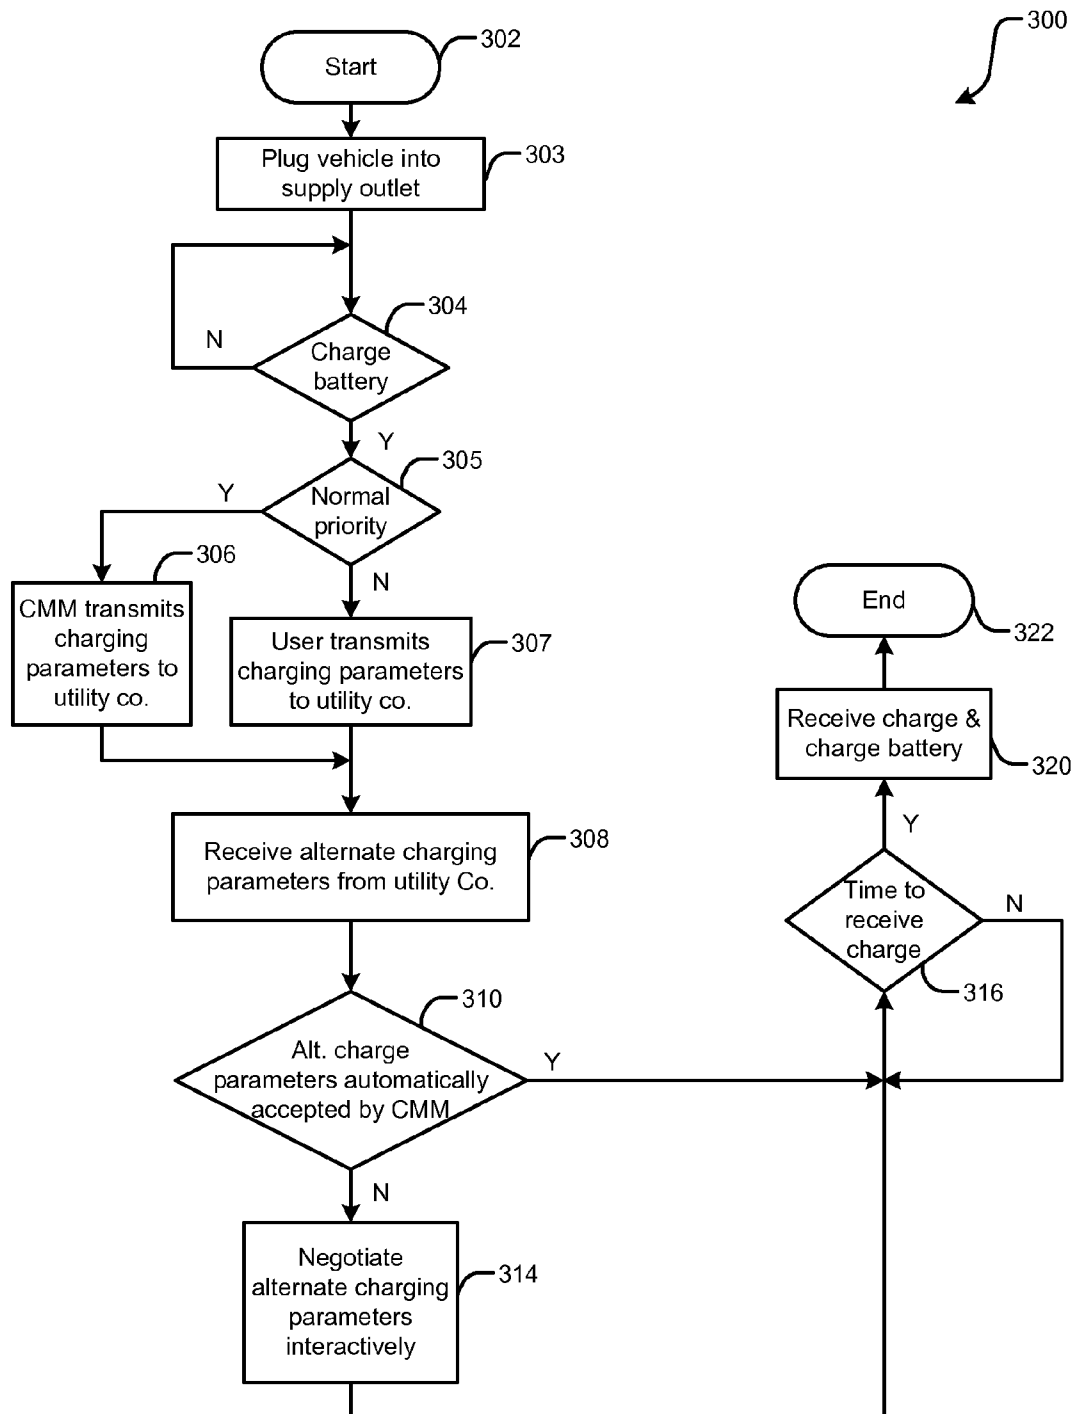 300
302
Start
303
Plug vehicle into
supply outlet
304
N
Charge
battery
Y
305
Y
Normal
priority
N
306
CMM transmits
charging
parameters to
utility co.
307
User transmits
charging parameters
to utility co.
308
Receive alternate charging
parameters from utility Co.
310
Alt. charge
parameters automatically
accepted by CMM
Y
N
314
Negotiate
alternate charging
parameters
interactively
End
322
Receive charge &
charge battery
320
Y
Time to
receive
charge
N
316